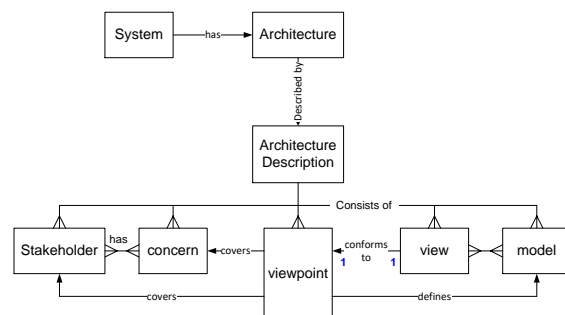 System
has
Architecture
Described by
Architecture
Description
Consists of
Stakeholder
has
concern
covers
viewpoint
conforms
to
1
1
view
model
covers
defines